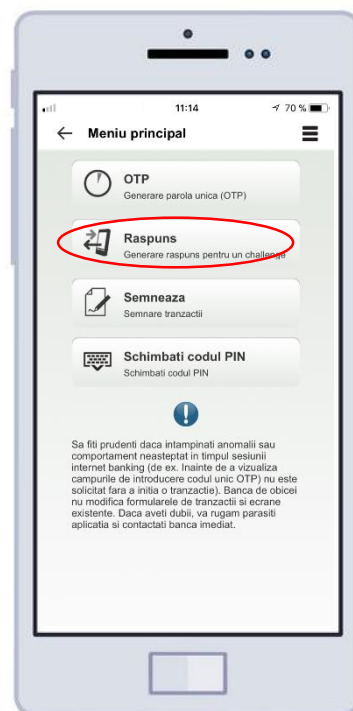 11:14
70 %
Meniu principal
OTP
Generare parola unica (OTP)
Raspuns
Generare raspuns pentru un challenge
Semneaza
Semnare tranzactii
Schimbati codul PIN
Schimbati codul PIN
Sa fiti prudenti daca intampinati anomalii sau
comportament neasteptat in timpul sesiunii
internet banking (de ex. Inainte de a vizualiza
campurile de introducere codul unic OTP) nu este
solicitat fara a initia o tranzactie). Banca de obicei
nu modifica formularele de tranzactii si ecrane
existente. Daca aveti dubii, va rugam parasiti
aplicatia si contactati banca imediat.